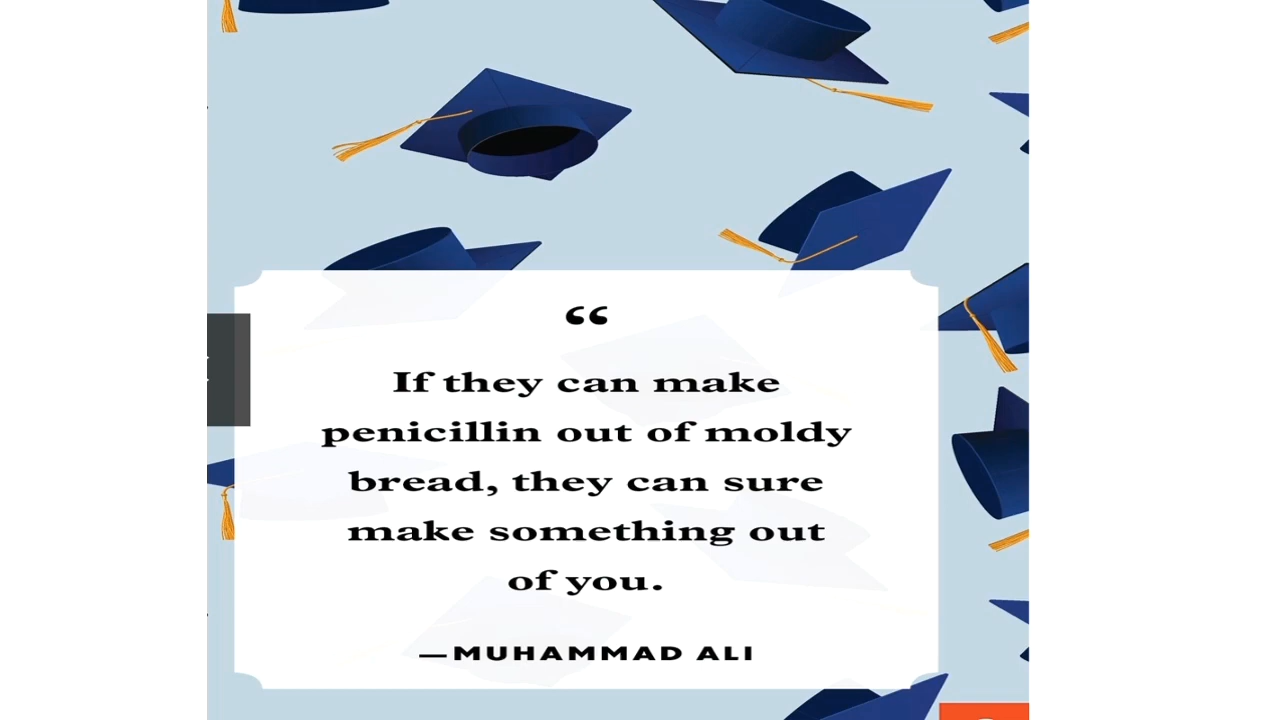 “
If they can make
penicillin out of moldy
bread, they can sure
make something out
of you.
—MUHAMMAD ALI